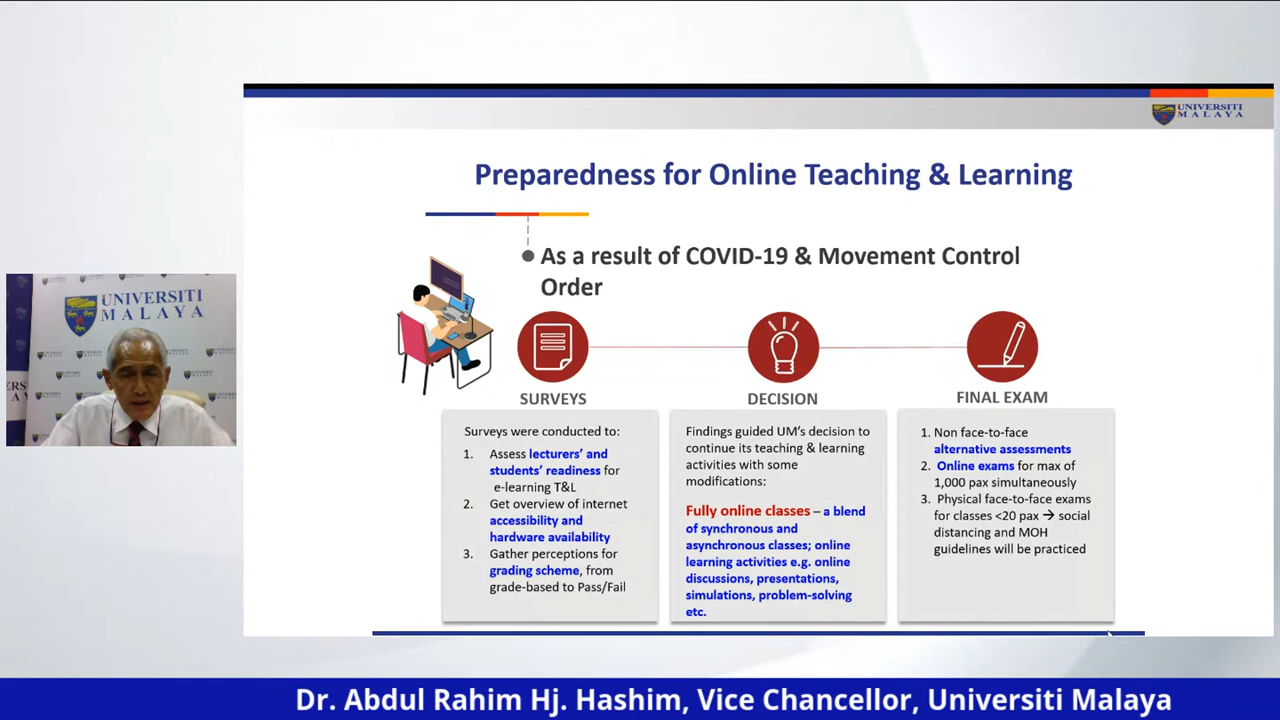 UNIVERSITI
MALAYA
Preparedness for Online Teaching & Learning
As a result of COVID-19 & Movement Control
Order
UNIVERSITI
MALAYA
SURVEYS
Surveys were conducted to:
1. Assess lecturers' and
students' readiness for
e-learning T&L
2. Get overview of internet
accessibility and
hardware availability
3. Gather perceptions for
grading scheme, from
grade-based to Pass/Fail
DECISION
Findings guided UM's decision to
continue its teaching & learning
activities with some
modifications:
Fully online classes – a blend
of synchronous and
asynchronous classes; online
learning activities e.g. online
discussions, presentations,
simulations, problem-solving
etc.
FINAL EXAM
1. Non face-to-face
alternative assessments
2. Online exams for max of
1,000 pax simultaneously
3. Physical face-to-face exams
for classes <20 pax → social
distancing and MOH
guidelines will be practiced
Dr. Abdul Rahim Hj. Hashim, Vice Chancellor, Universiti Malaya